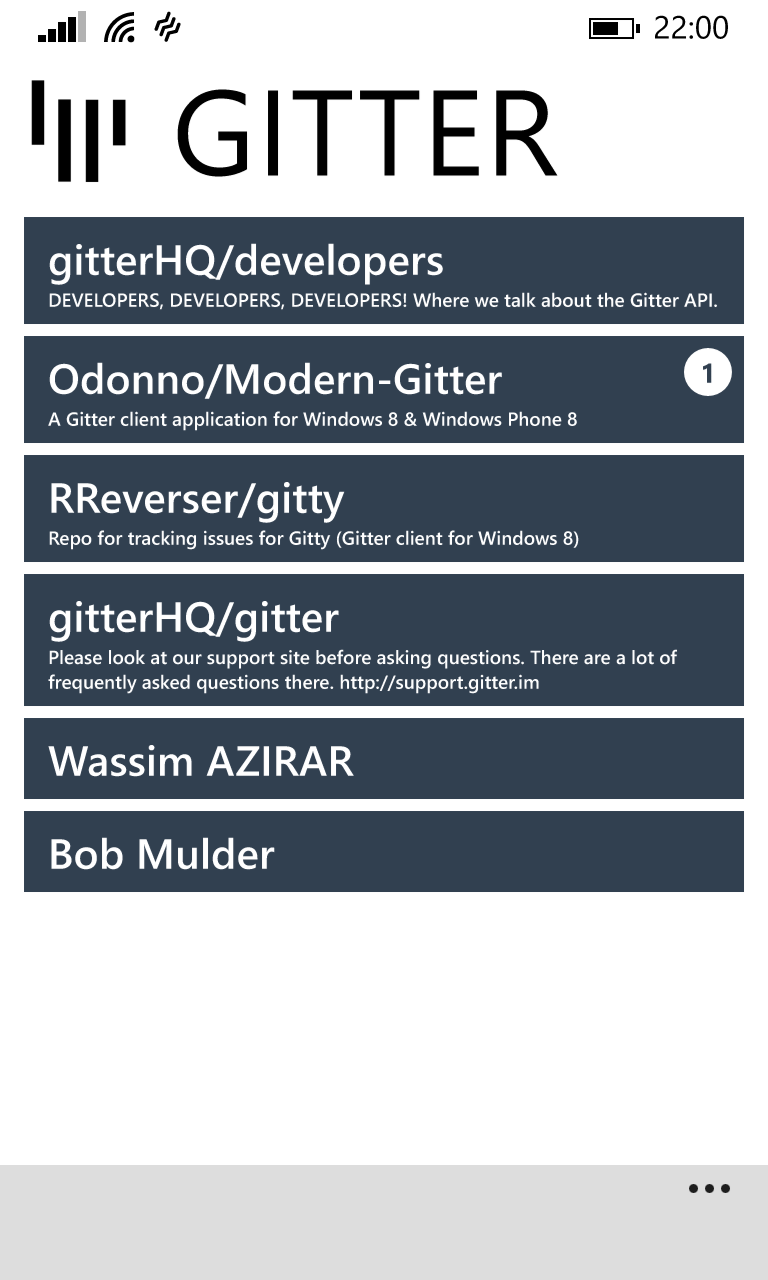 22:00
GITTER
gitterHQ/developers
DEVELOPERS, DEVELOPERS, DEVELOPERS! Where we talk about the Gitter API.
Odonno/Modern-Gitter
1
A Gitter client application for Windows 8 & Windows Phone 8
RReverser/gitty
Repo for tracking issues for Gitty (Gitter client for Windows 8)
gitterHQ/gitter
Please look at our support site before asking questions. There are a lot of
frequently asked questions there. http://support.gitter.im
Wassim AZIRAR
Bob Mulder